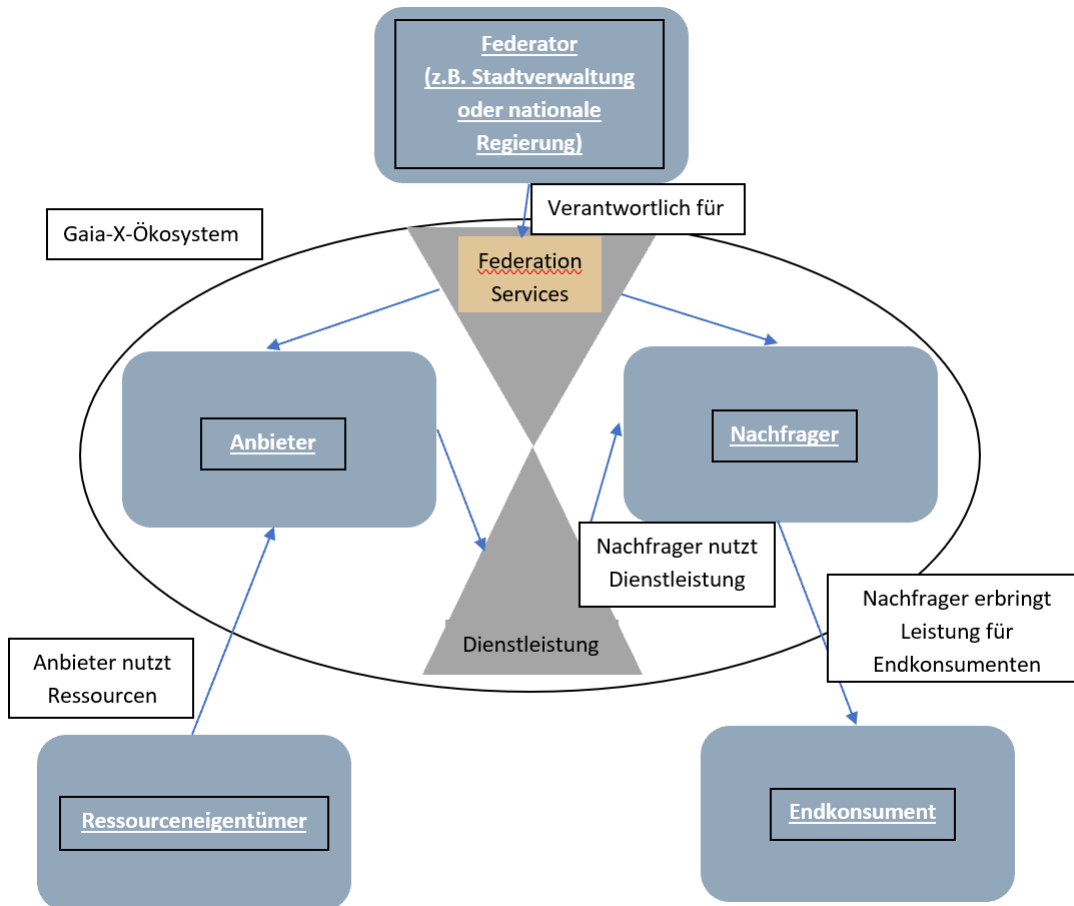 Federator
(z.B. Stadtverwaltung
oder nationale
Regierung)
Verantwortlich für
Gaia-X-Ökosystem
Federation
Services
Anbieter
Nachfrager
Nachfrager nutzt
Dienstleistung
Nachfrager erbringt
Leistung für
Endkonsumenten
Dienstleistung
Anbieter nutzt
Ressourcen
Ressourceneigentümer
Endkonsument